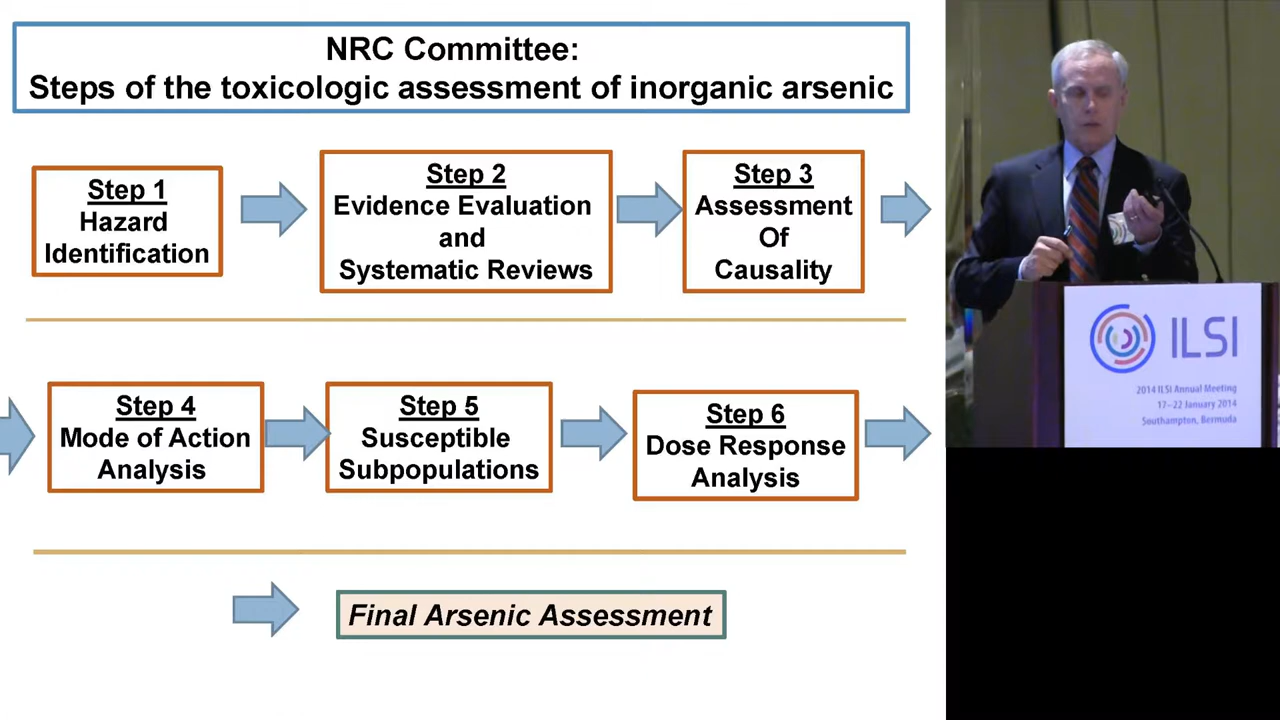 NRC Committee:
Steps of the toxicologic assessment of inorganic arsenic
Step 1
Hazard
Identification
Step 2
Evidence Evaluation
and
Systematic Reviews
Step 3
Assessment
Of
Causality
Step 4
Mode of Action
Analysis
Step 5
Susceptible
Subpopulations
Step 6
Dose Response
Analysis
Final Arsenic Assessment
ILSI
2014 ILSI Annual Meeting
17–22 January 2014
Southampton, Bermuda